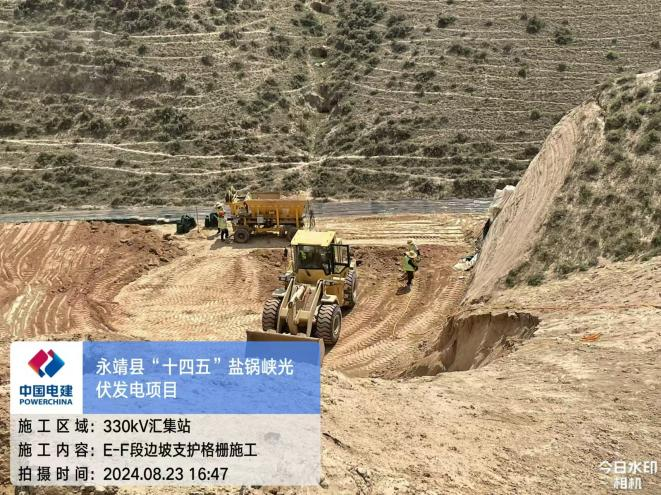 中国电建
POWERCHINA
永靖县“十四五”盐锅峡光
伏发电项目
施工区域：330kV汇集站
施工内容：E-F段边坡支护格栅施工
拍摄时间：2024.08.23 16:47
今日水印
相机